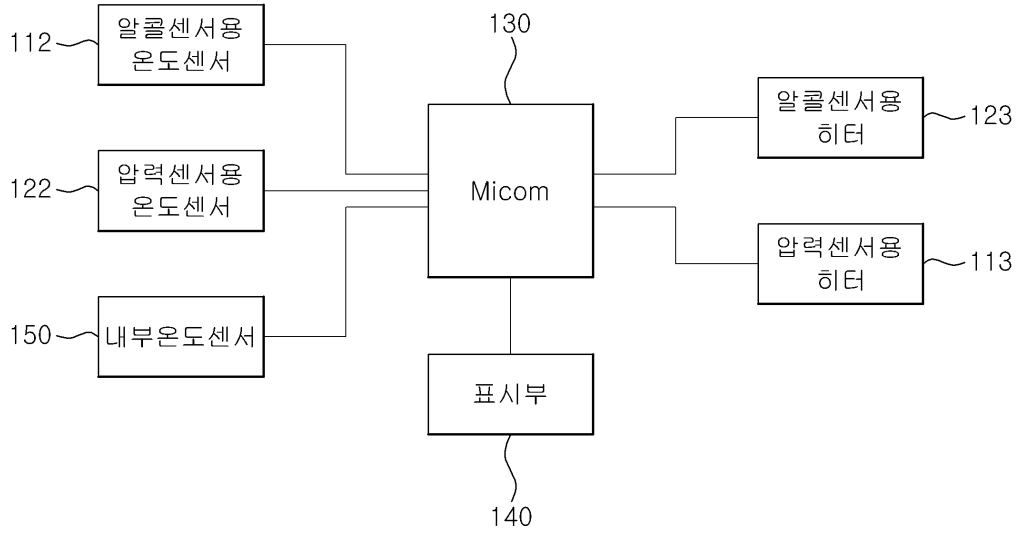 112
알콜센서용
온도센서
130
알콜센서용
히터
123
122
압력센서용
온도센서
Micom
압력센서용
히터
113
150
내부온도센서
표시부
140